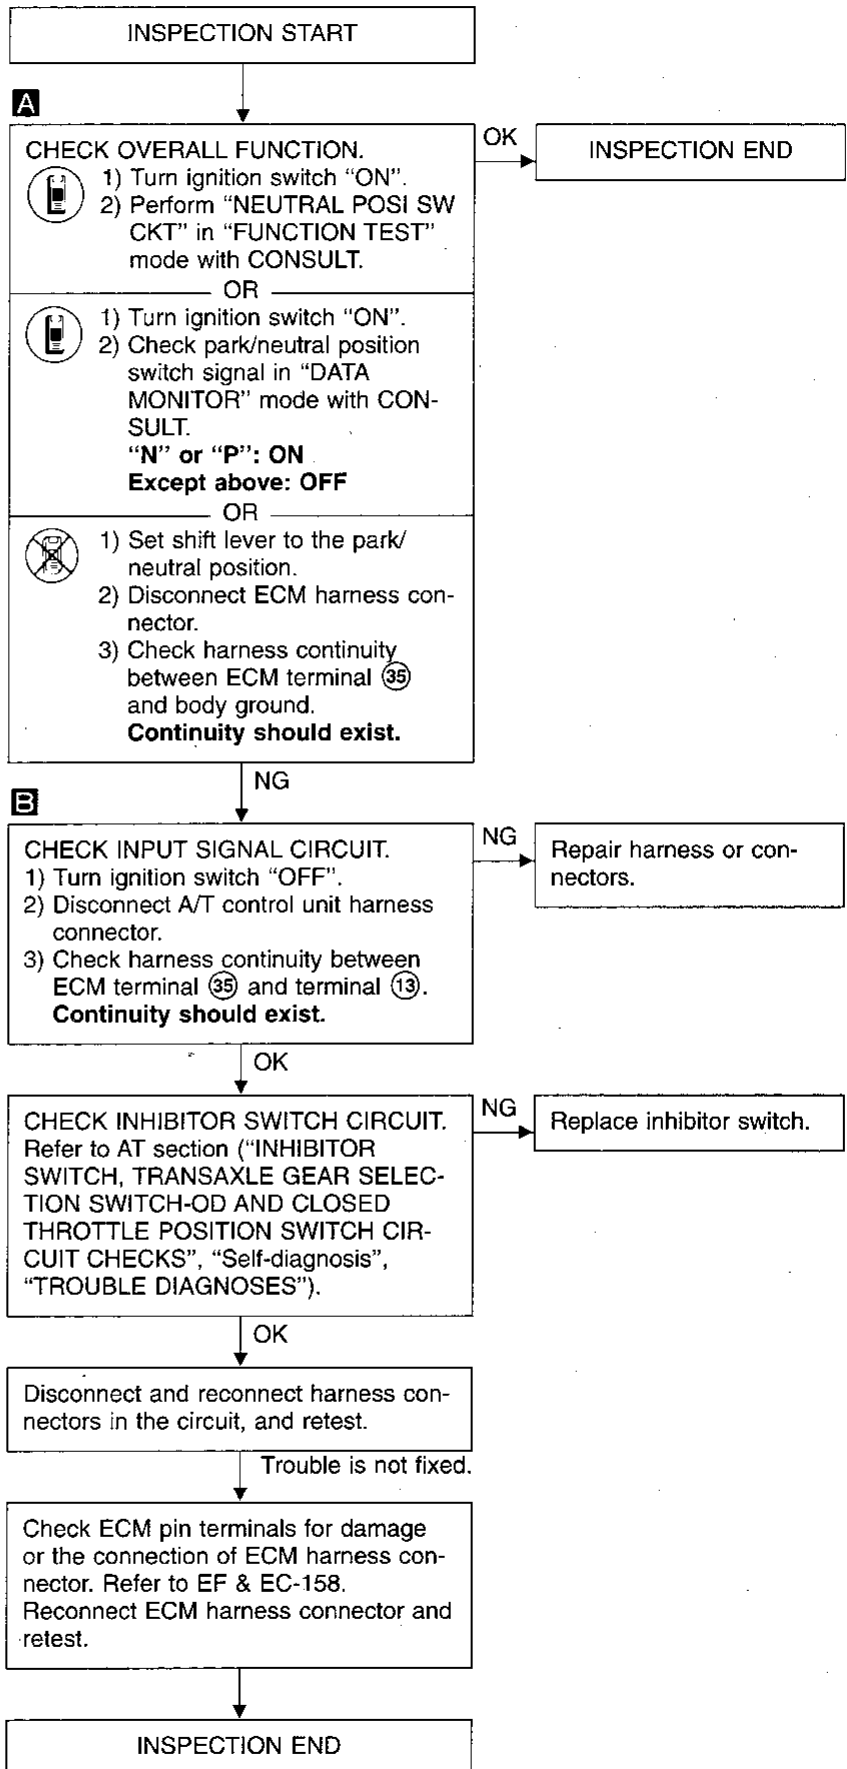 INSPECTION START
A
CHECK OVERALL FUNCTION.
1) Turn ignition switch “ON”.
2) Perform “NEUTRAL POSI SW
CKT” in “FUNCTION TEST”
mode with CONSULT.
OK
INSPECTION END
OR
1) Turn ignition switch “ON”.
2) Check park/neutral position
switch signal in “DATA
MONITOR” mode with CON-
SULT.
“N” or “P”: ON
Except above: OFF
OR
1) Set shift lever to the park/
neutral position.
2) Disconnect ECM harness con-
nector.
3) Check harness continuity
between ECM terminal ㉟
and body ground.
Continuity should exist.
NG
B
CHECK INPUT SIGNAL CIRCUIT.
1) Turn ignition switch “OFF”.
2) Disconnect A/T control unit harness
connector.
3) Check harness continuity between
ECM terminal ㉟ and terminal ⑬.
Continuity should exist.
NG
Repair harness or con-
nectors.
OK
CHECK INHIBITOR SWITCH CIRCUIT.
Refer to AT section (“INHIBITOR
SWITCH, TRANSAXLE GEAR SELEC-
TION SWITCH-OD AND CLOSED
THROTTLE POSITION SWITCH CIR-
CUIT CHECKS”, “Self-diagnosis”,
“TROUBLE DIAGNOSES”).
NG
Replace inhibitor switch.
OK
Disconnect and reconnect harness con-
nectors in the circuit, and retest.
Trouble is not fixed.
Check ECM pin terminals for damage
or the connection of ECM harness con-
nector. Refer to EF & EC-158.
Reconnect ECM harness connector and
retest.
INSPECTION END